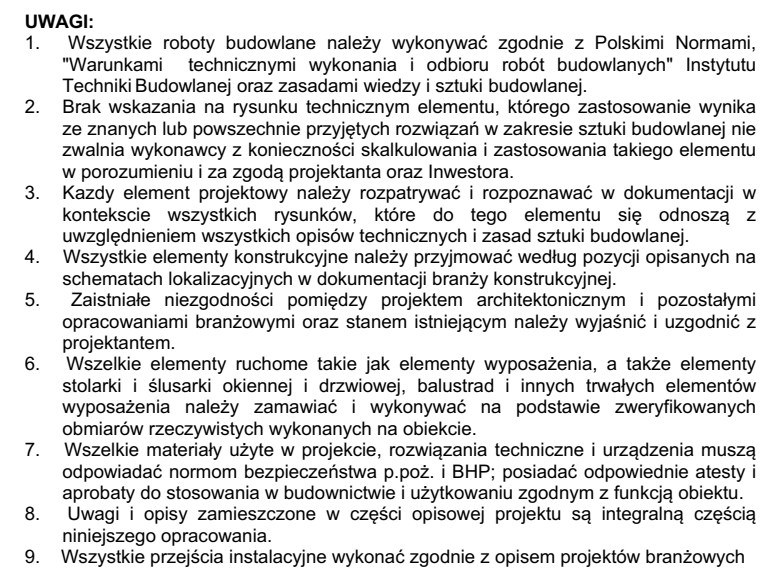 UWAGI:
1. Wszystkie roboty budowlane należy wykonywać zgodnie z Polskimi Normami,
"Warunkami technicznymi wykonania i odbioru robót budowlanych" Instytutu
Techniki Budowlanej oraz zasadami wiedzy i sztuki budowlanej.
2. Brak wskazania na rysunku technicznym elementu, którego zastosowanie wynika
ze znanych lub powszechnie przyjętych rozwiązań w zakresie sztuki budowlanej nie
zwalnia wykonawcy z konieczności skalkulowania i zastosowania takiego elementu
w porozumieniu i za zgodą projektanta oraz Inwestora.
3. Kazdy element projektowy należy rozpatrywać i rozpoznawać w dokumentacji w
kontekscie wszystkich rysunków, które do tego elementu się odnoszą z
uwzględnieniem wszystkich opisów technicznych i zasad sztuki budowlanej.
4. Wszystkie elementy konstrukcyjne należy przyjmować według pozycji opisanych na
schematach lokalizacyjnych w dokumentacji branży konstrukcyjnej.
5. Zaistniałe niezgodności pomiędzy projektem architektonicznym i pozostałymi
opracowaniami branżowymi oraz stanem istniejącym należy wyjaśnić i uzgodnić z
projektantem.
6. Wszelkie elementy ruchome takie jak elementy wyposażenia, a także elementy
stolarki i ślusarki okiennej i drzwiowej, balustrad i innych trwałych elementów
wyposażenia należy zamawiać i wykonywać na podstawie zweryfikowanych
obmiarów rzeczywistych wykonanych na obiekcie.
7. Wszelkie materiały użyte w projekcie, rozwiązania techniczne i urządzenia muszą
odpowiadać normom bezpieczeństwa p.poż. i BHP; posiadać odpowiednie atesty i
aprobaty do stosowania w budownictwie i użytkowaniu zgodnym z funkcją obiektu.
8. Uwagi i opisy zamieszczone w części opisowej projektu są integralną częścią
niniejszego opracowania.
9. Wszystkie przejścia instalacyjne wykonać zgodnie z opisem projektów branżowych